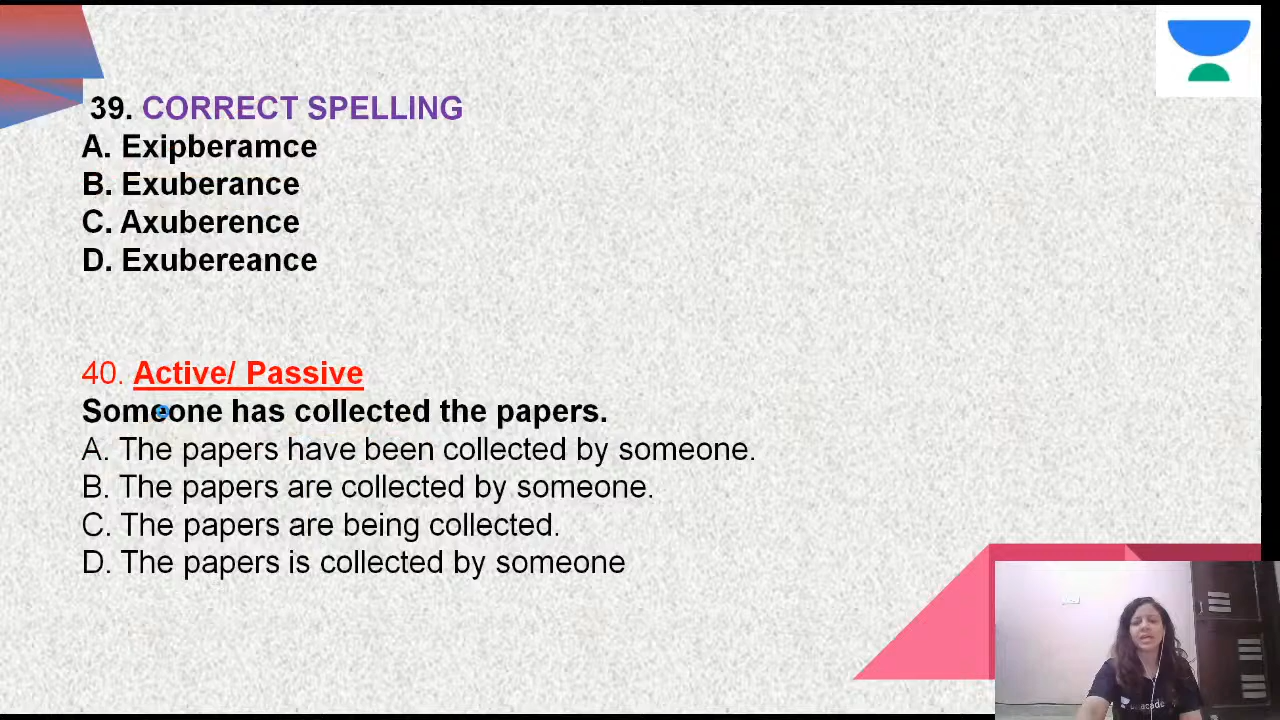 39. CORRECT SPELLING
A. Exipberamce
B. Exuberance
C. Axuberence
D. Exubereance
40. Active/ Passive
Someone has collected the papers.
A. The papers have been collected by someone.
B. The papers are collected by someone.
C. The papers are being collected.
D. The papers is collected by someone